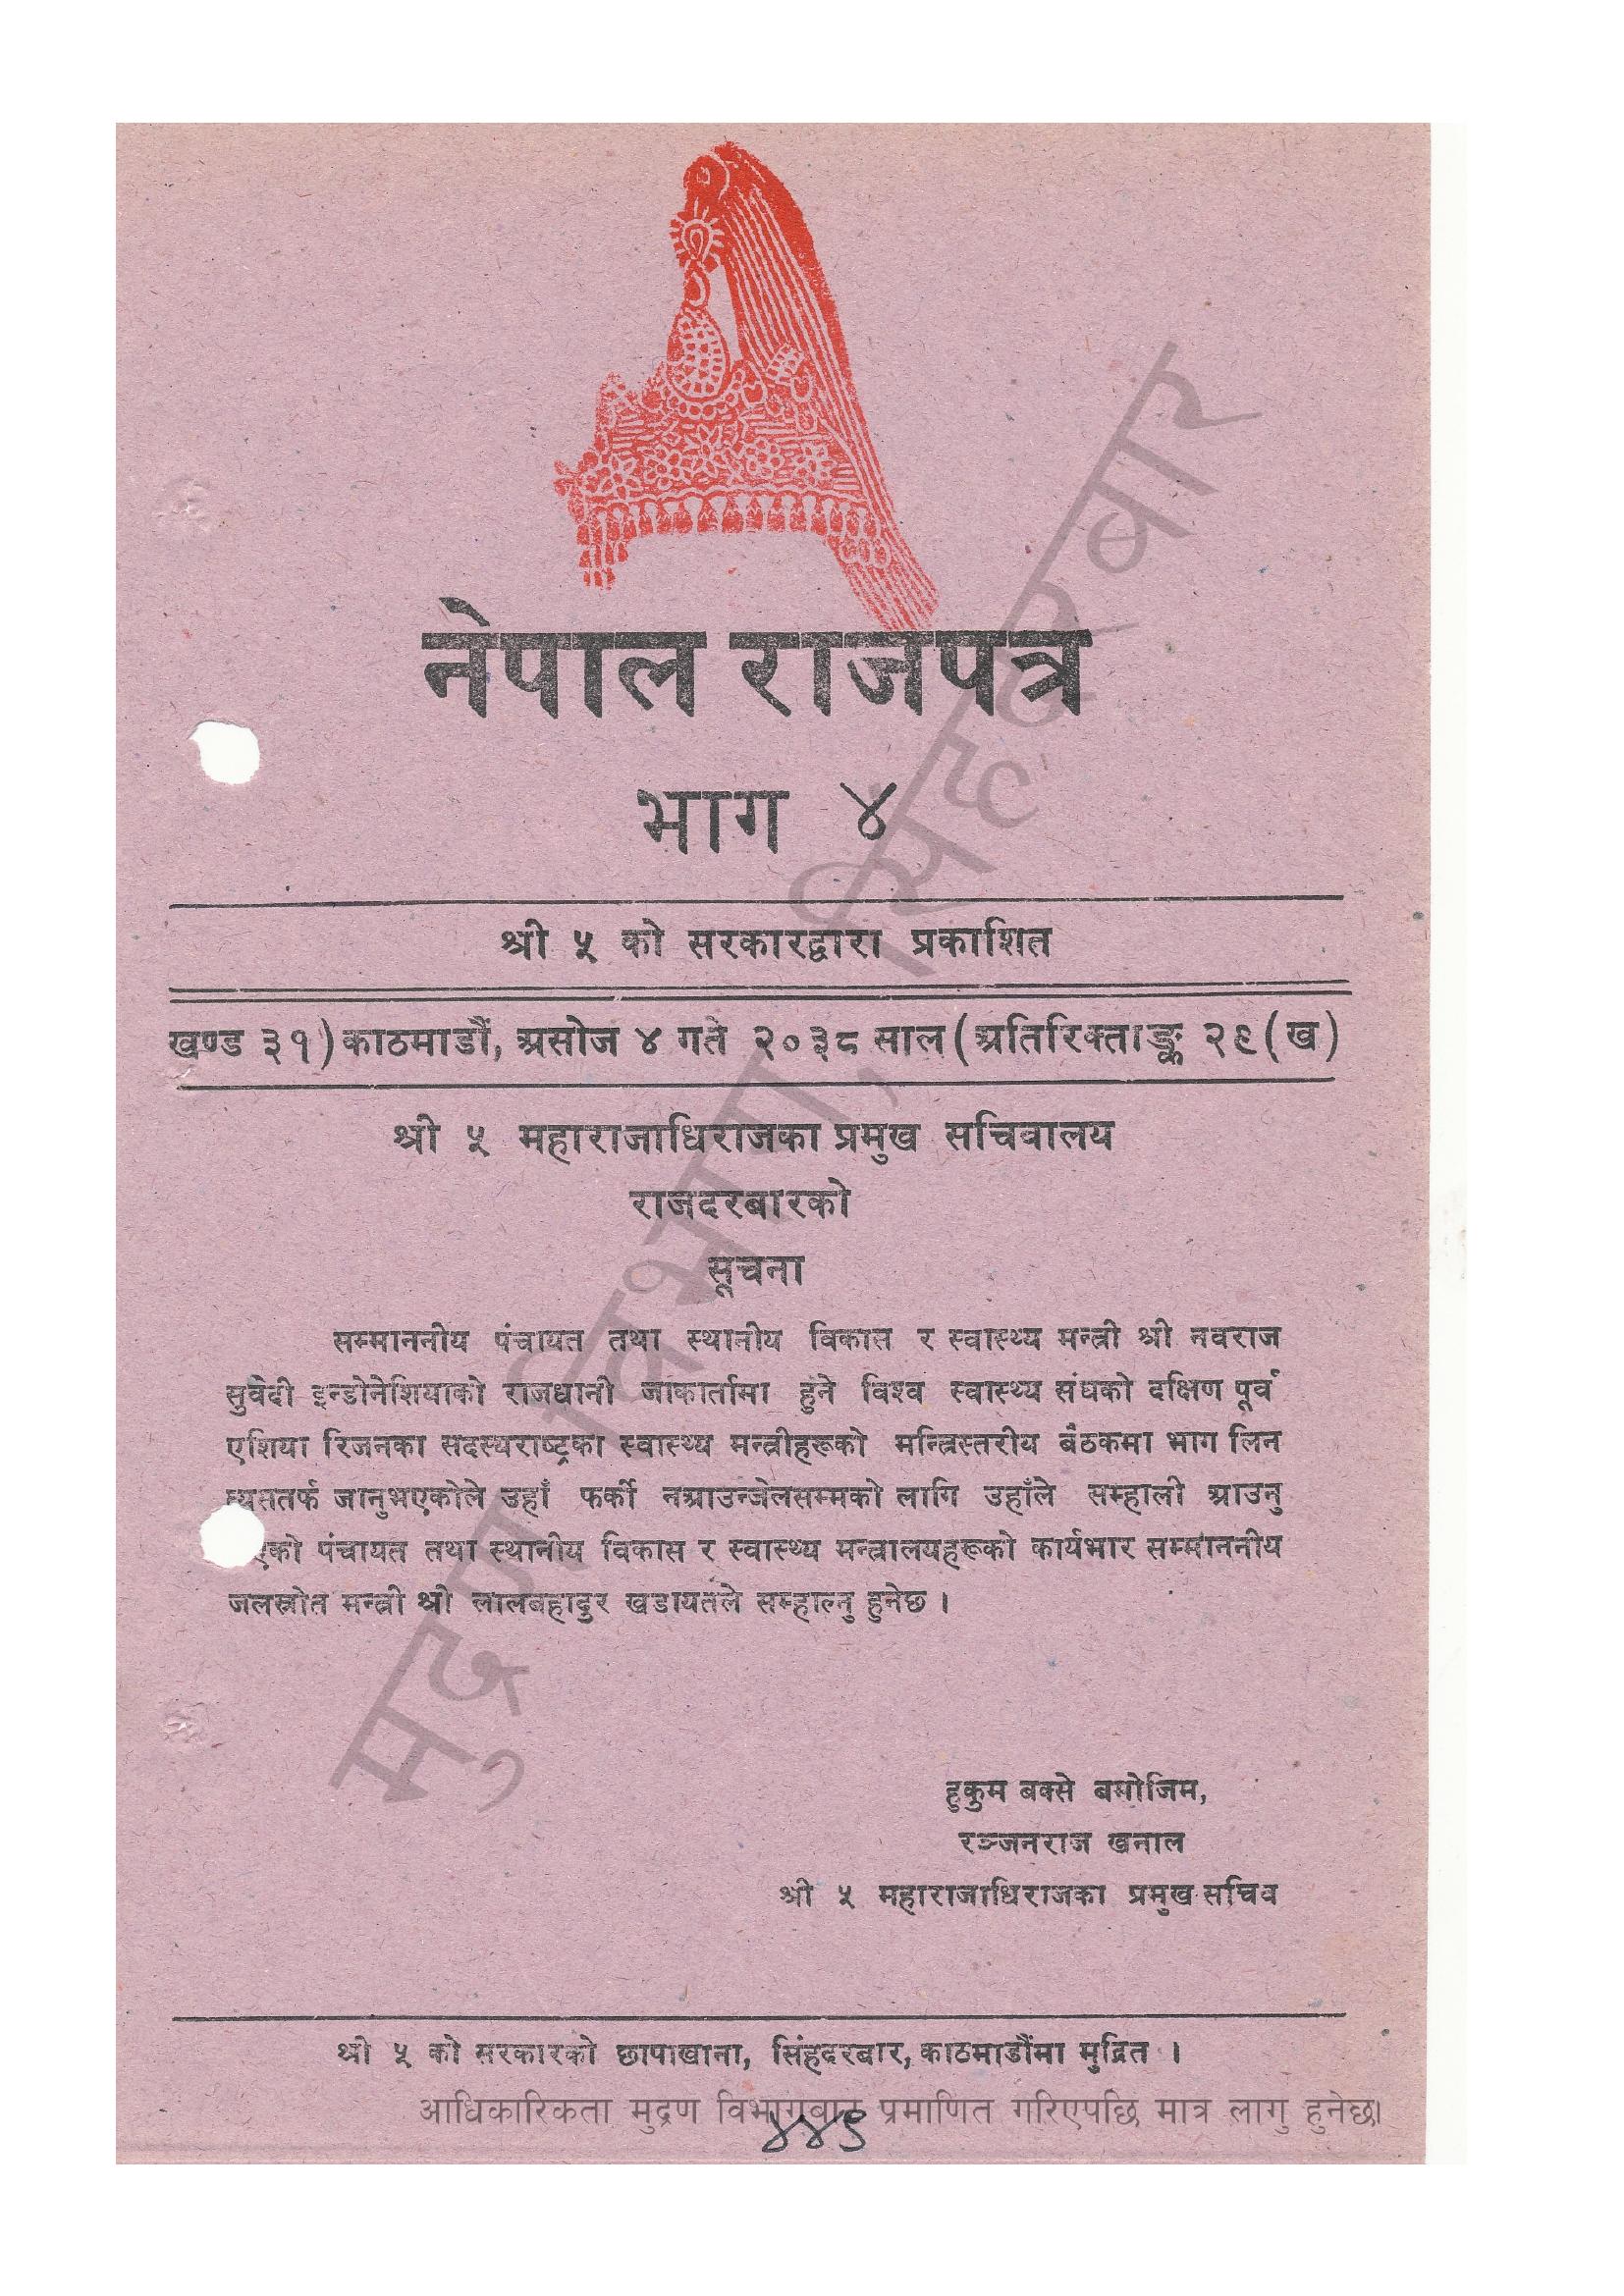 नेपाल राजपत्र
भाग ४
श्री ५ को सरकारद्वारा प्रकाशित
खण्ड ३१) काठमाडौं, असोज ४ गते २०३८ साल (अतिरिक्ताङ्क २९ (ख)
श्री ५ महाराजाधिराजका प्रमुख सचिवालय
राजदरबारको
सूचना
सम्माननीय पंचायत तथा स्थानीय विकास र स्वास्थ्य मन्त्री श्री नवराज
सुवेदी इन्डोनेशियाको राजधानी जाकार्तामा हुने विश्व स्वास्थ्य संघको दक्षिण पूर्व
एशिया रिजनका सदस्यराष्ट्रका स्वास्थ्य मन्त्रीहरूको मन्त्रिस्तरीय बैठकमा भाग लिन
जानुभएकोले उहाँ फर्की नआउन्जेलसम्मको लागि उहाँले सम्हाली आउनु
पंचायत तथा स्थानीय विकास र स्वास्थ्य मन्त्रालयहरूको कार्यभार सम्माननीय
जलस्रोत मन्त्री श्री लालबहादुर खडायतले सम्हाल्नु हुनेछ ।
हुकुम बक्से बमोजिम,
रञ्जनराज खनाल
श्री ५ महाराजाधिराजका प्रमुख सचिव
श्री ५ को सरकारको छापाखाना, सिंहदरबार, काठमाडौंमा मुद्रित ।
आधिकारिकता मुद्रण विभागबाट प्रमाणित गरिएपछि मात्र लागु हुनेछ।
४४९
मुद्रण विभाग, सिंहदरबार